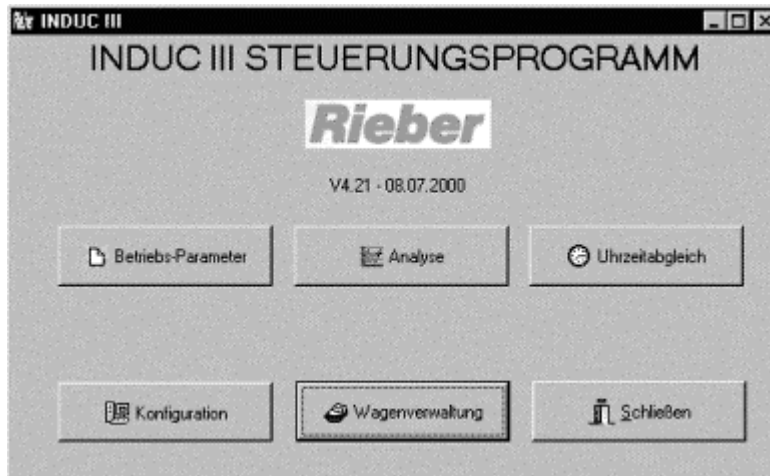 INDUC III
INDUC III STEUERUNGSPROGRAMM
Rieber
V4.21 - 08.07.2000
Betriebs-Parameter
Analyse
Uhrzeitabgleich
Konfiguration
Wagenverwaltung
Schließen